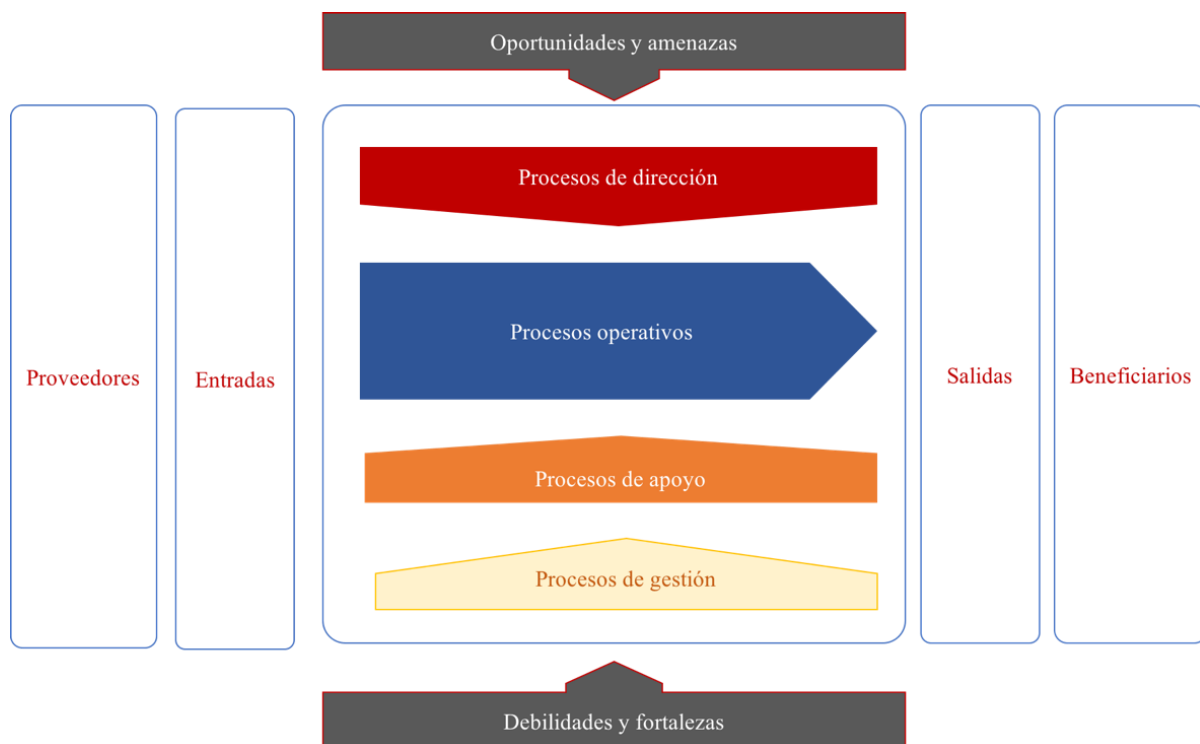 Oportunidades y amenazas
Proveedores
Entradas
Procesos de dirección
Procesos operativos
Procesos de apoyo
Procesos de gestión
Salidas
Beneficiarios
Debilidades y fortalezas